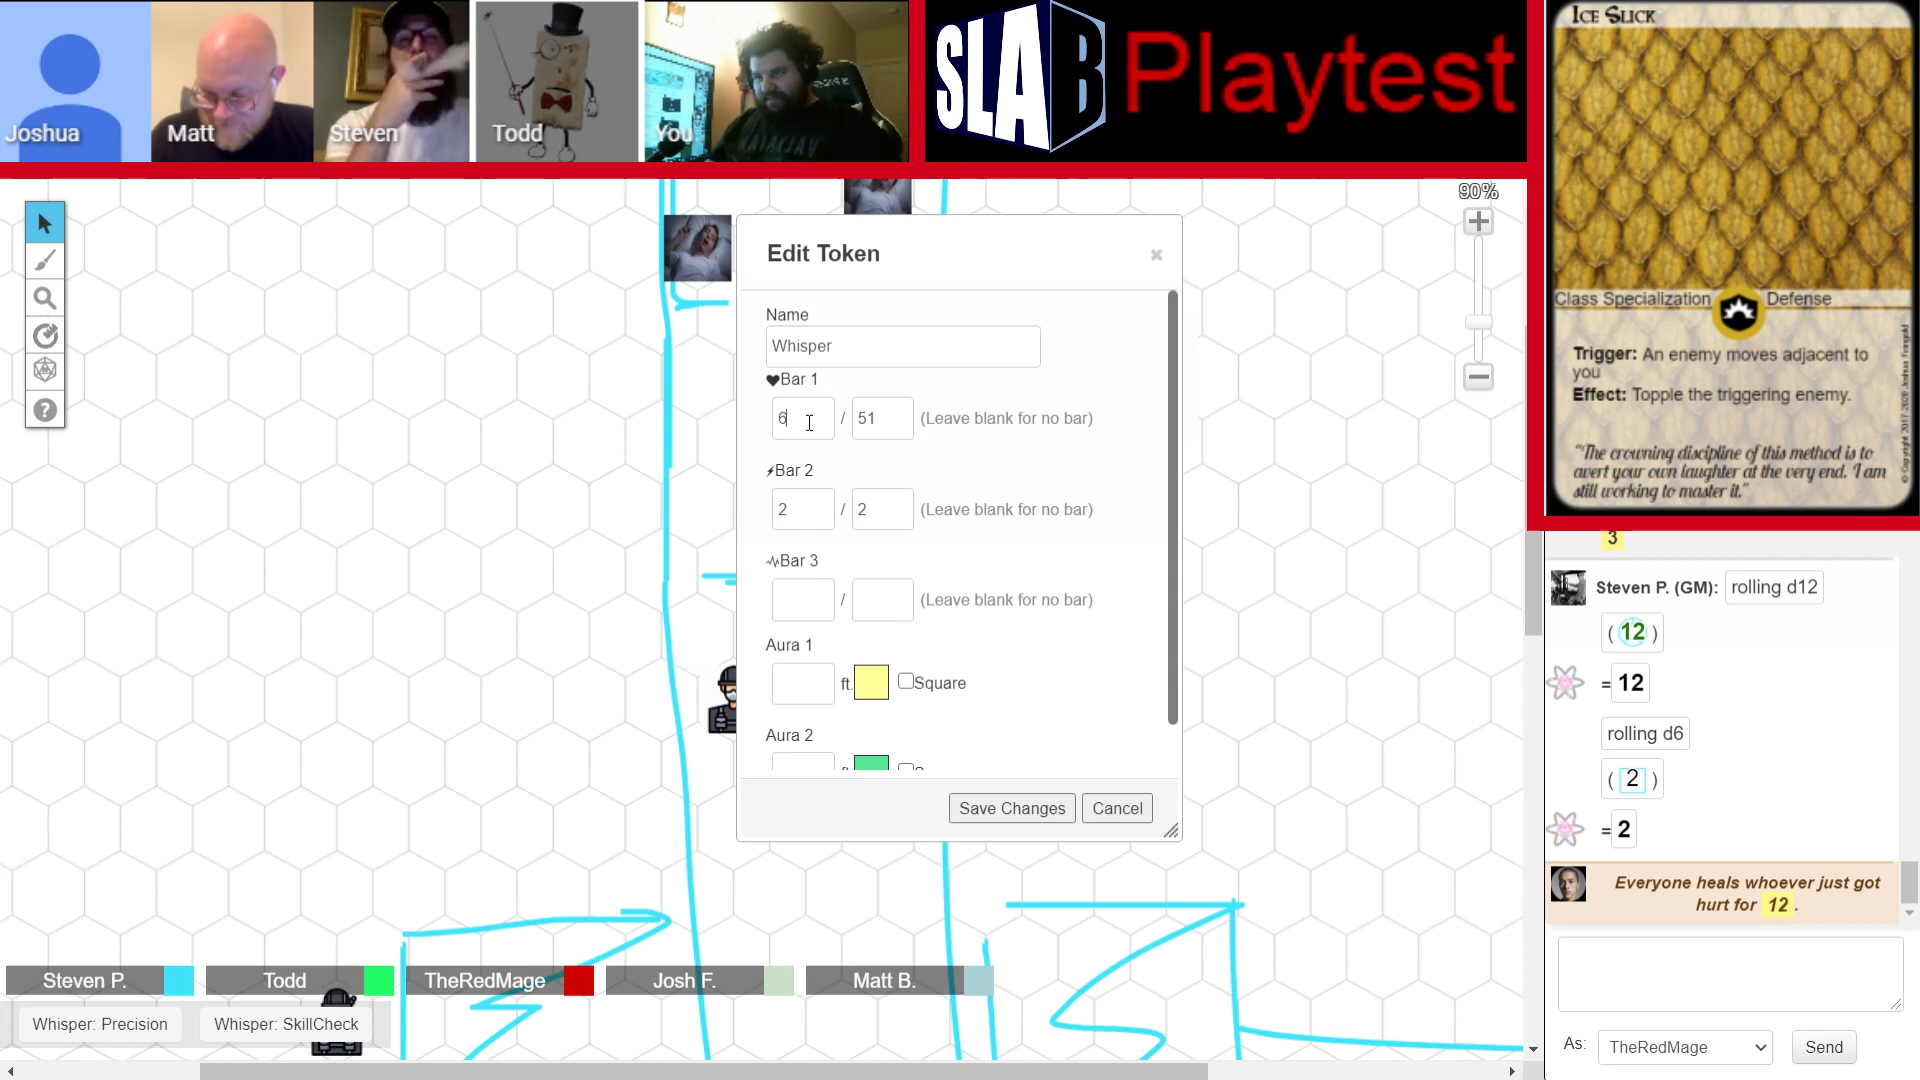 Joshua
Matt
Steven
Todd
You
SLAB
Playtest
ICE SLICK
Class Specialization
Defense
Trigger: An enemy moves adjacent to
you
Effect: Topple the triggering enemy.
"The crowning discipline of this method is to
avert your own laughter at the very end. I am
still working to master it."
© Copyright 2017-2020 Joshua Feingold
90%
Edit Token
Name
Whisper
Bar 1
6 / 51 (Leave blank for no bar)
Bar 2
2 / 2 (Leave blank for no bar)
Bar 3
/ (Leave blank for no bar)
Aura 1
ft. Square
Aura 2
Save Changes
Cancel
3
Steven P. (GM): rolling d12
( 12 )
= 12
rolling d6
( 2 )
= 2
Everyone heals whoever just got
hurt for 12 .
Steven P.
Todd
TheRedMage
Josh F.
Matt B.
Whisper: Precision
Whisper: SkillCheck
As: TheRedMage
Send